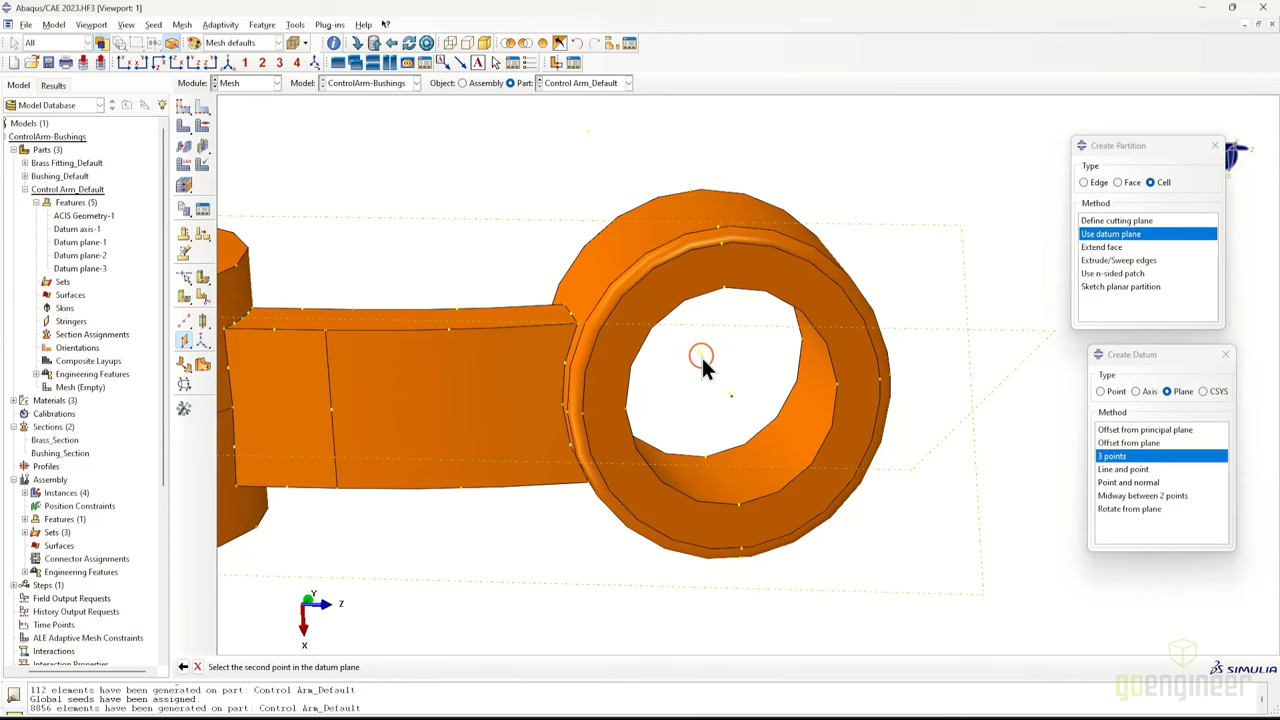 Abaqus/CAE 2023.HF3 [Viewport: 1]
File Model Viewport View Seed Mesh Adaptivity Feature Tools Plug-ins Help
All Mesh defaults
1 2 3 4
Model Results Module: Mesh Model: ControlArm-Bushings Object: Assembly Part: Control Arm_Default
Model Database
Models (1)
ControlArm-Bushings
Parts (3)
Brass Fitting_Default
Bushing_Default
Control Arm_Default
Features (5)
ACIS Geometry-1
Datum axis-1
Datum plane-1
Datum plane-2
Datum plane-3
Sets
Surfaces
Skins
Stringers
Section Assignments
Orientations
Composite Layups
Engineering Features
Mesh (Empty)
Materials (3)
Calibrations
Sections (2)
Brass_Section
Bushing_Section
Profiles
Assembly
Instances (4)
Position Constraints
Features (1)
Sets (3)
Surfaces
Connector Assignments
Engineering Features
Steps (1)
Field Output Requests
History Output Requests
Time Points
ALE Adaptive Mesh Constraints
Interactions
Interaction Properties
Create Partition
Type
Edge Face Cell
Method
Define cutting plane
Use datum plane
Extend face
Extrude/Sweep edges
Use n-sided patch
Sketch planar partition
Create Datum
Type
Point Axis Plane CSYS
Method
Offset from principal plane
Offset from plane
3 points
Line and point
Point and normal
Midway between 2 points
Rotate from plane
Y
Z
X
Z
Select the second point in the datum plane
SIMULIA
goengineer
112 elements have been generated on part: Control Arm_Default
Global seeds have been assigned.
8856 elements have been generated on part: Control Arm_Default